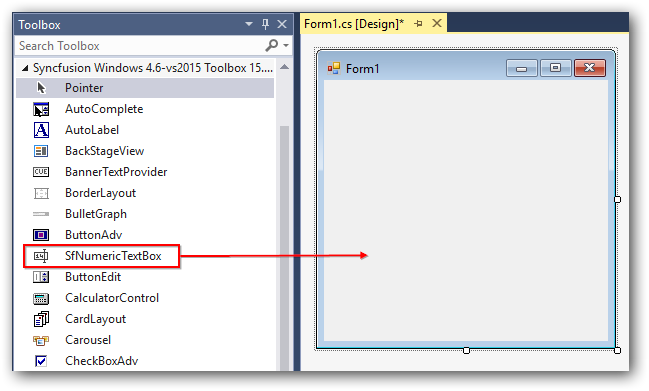 Toolbox
Search Toolbox
Syncfusion Windows 4.6-vs2015 Toolbox 15....
Pointer
AutoComplete
A AutoLabel
BackStageView
CUE BannerTextProvider
BorderLayout
BulletGraph
ButtonAdv
SfNumericTextBox
ButtonEdit
CalculatorControl
CardLayout
Carousel
CheckBoxAdv
Form1.cs [Design]*
Form1